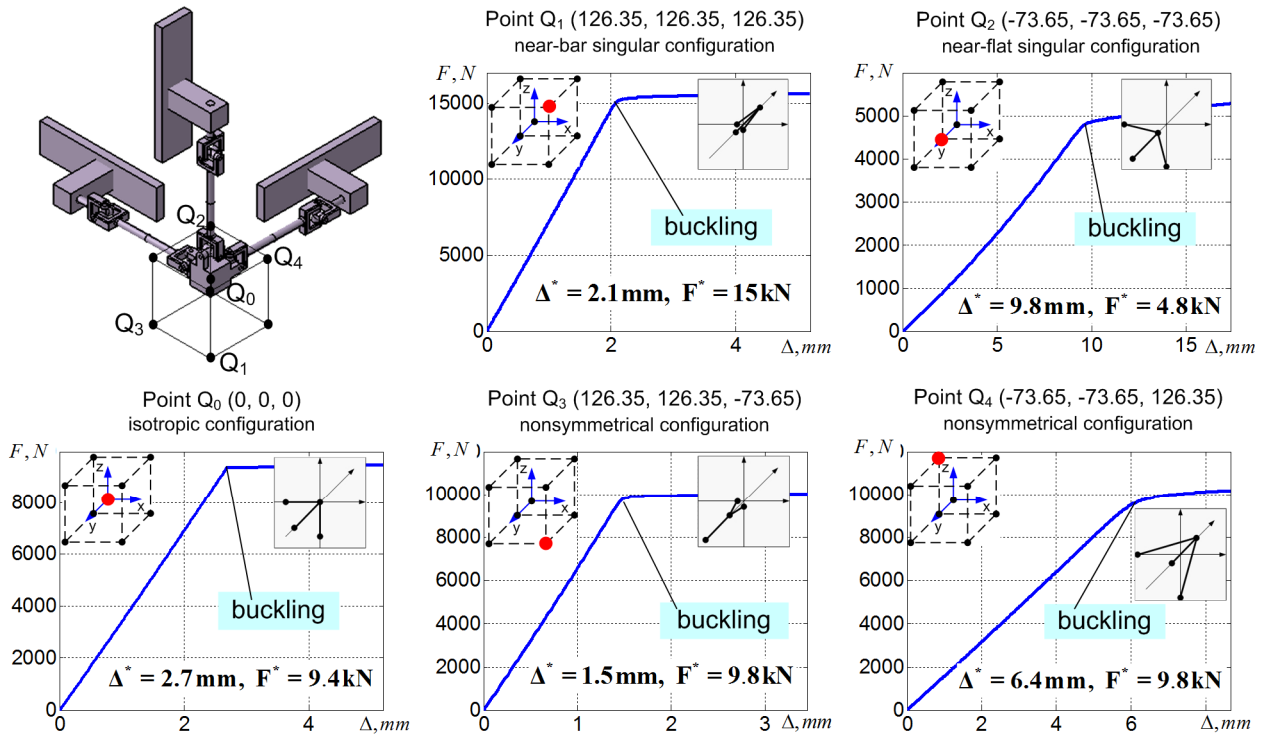 Q₂
Q₄
Q₀
Q₃
Q₁
Point Q₁ (126.35, 126.35, 126.35)
near-bar singular configuration
F, N
15000
10000
5000
0
0
2
4
Δ, mm
z
x
y
buckling
Δ* = 2.1mm, F* = 15kN
Point Q₂ (-73.65, -73.65, -73.65)
near-flat singular configuration
F, N
5000
4000
3000
2000
1000
0
0
5
10
15
Δ, mm
z
x
y
buckling
Δ* = 9.8mm, F* = 4.8kN
Point Q₀ (0, 0, 0)
isotropic configuration
F, N
8000
6000
4000
2000
0
0
2
4
Δ, mm
z
x
y
buckling
Δ* = 2.7mm, F* = 9.4kN
Point Q₃ (126.35, 126.35, -73.65)
nonsymmetrical configuration
F, N
10000
8000
6000
4000
2000
0
0
1
2
3
Δ, mm
z
x
y
buckling
Δ* = 1.5mm, F* = 9.8kN
Point Q₄ (-73.65, -73.65, 126.35)
nonsymmetrical configuration
F, N
10000
8000
6000
4000
2000
0
0
2
4
6
Δ, mm
z
x
y
buckling
Δ* = 6.4mm, F* = 9.8kN